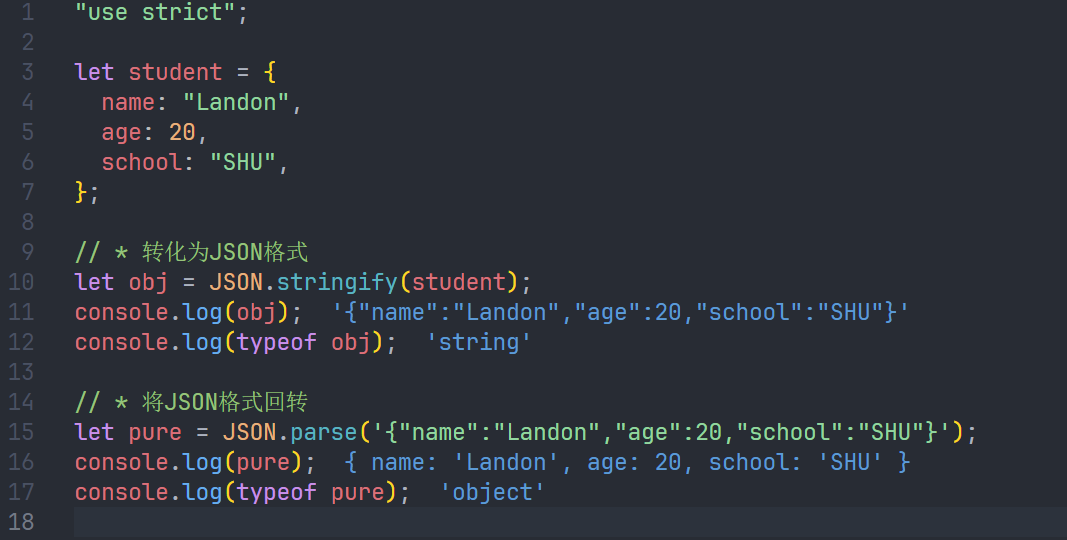 1 "use strict";
2
3 let student = {
4   name: "Landon",
5   age: 20,
6   school: "SHU",
7 };
8
9 // * 转化为JSON格式
10 let obj = JSON.stringify(student);
11 console.log(obj);  '{"name":"Landon","age":20,"school":"SHU"}'
12 console.log(typeof obj);  'string'
13
14 // * 将JSON格式回转
15 let pure = JSON.parse('{"name":"Landon","age":20,"school":"SHU"}');
16 console.log(pure);  { name: 'Landon', age: 20, school: 'SHU' }
17 console.log(typeof pure);  'object'
18